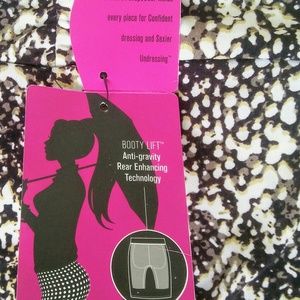 every piece for Confident
dressing and Sexier
Undressing™
BOOTY LIFT™
Anti-gravity
Rear Enhancing
Technology